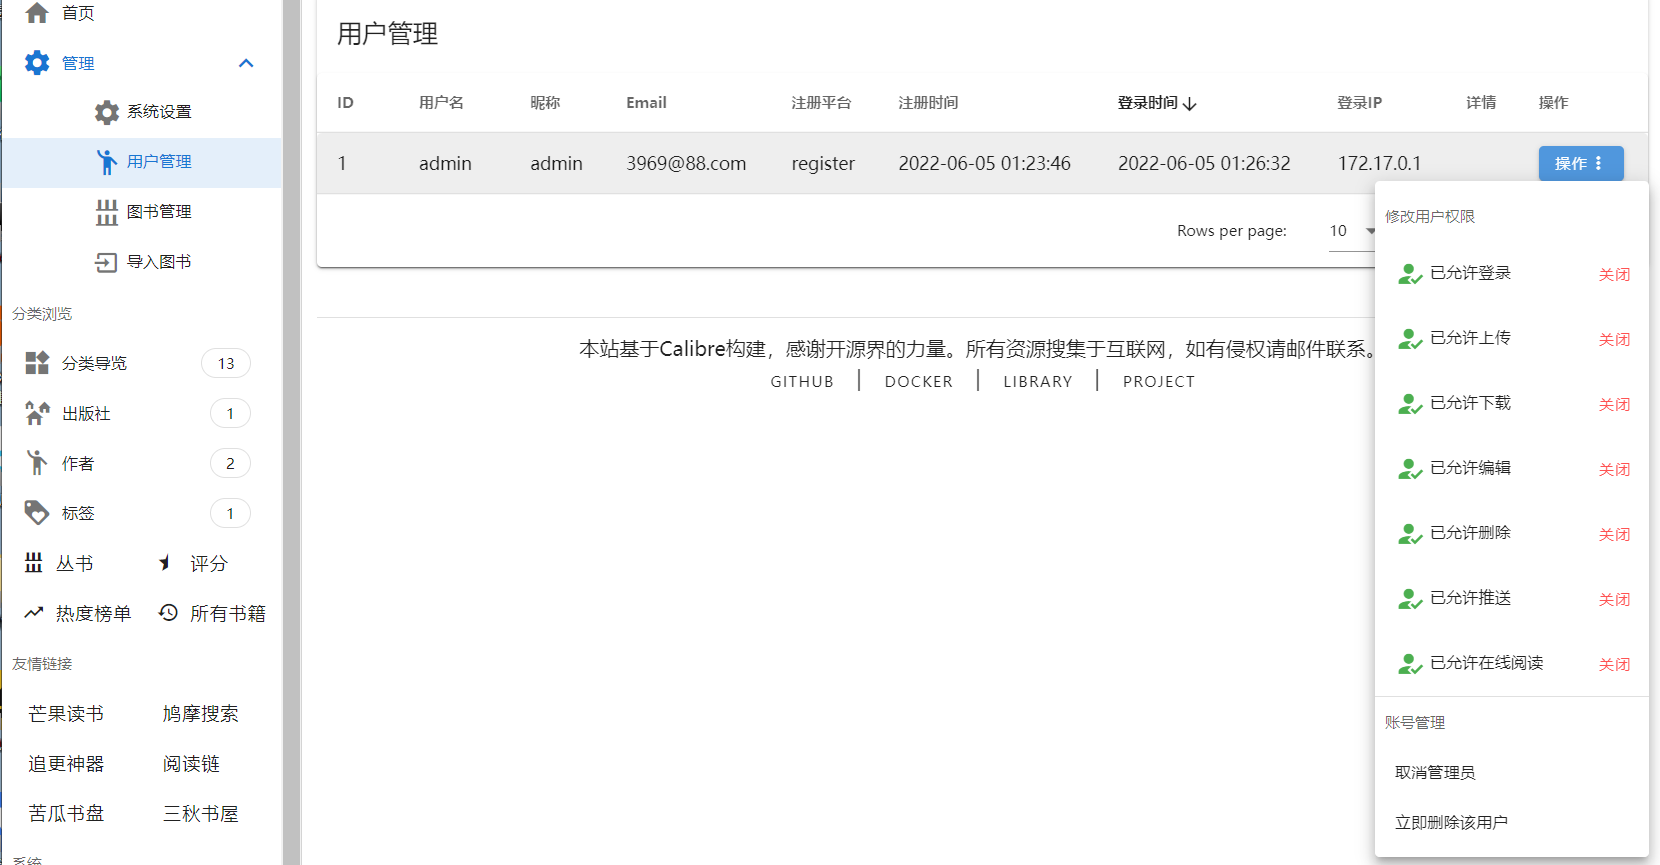 首页
管理
系统设置
用户管理
图书管理
导入图书
分类浏览
分类导览 13
出版社 1
作者 2
标签 1
丛书 评分
热度榜单 所有书籍
友情链接
芒果读书 鸠摩搜索
追更神器 阅读链
苦瓜书盘 三秋书屋
系统
用户管理
ID 用户名 昵称 Email 注册平台 注册时间 登录时间 登录IP 详情 操作
1 admin admin 3969@88.com register 2022-06-05 01:23:46 2022-06-05 01:26:32 172.17.0.1 操作
Rows per page: 10
本站基于Calibre构建，感谢开源界的力量。所有资源搜集于互联网，如有侵权请邮件联系。
GITHUB | DOCKER | LIBRARY | PROJECT
修改用户权限
已允许登录 关闭
已允许上传 关闭
已允许下载 关闭
已允许编辑 关闭
已允许删除 关闭
已允许推送 关闭
已允许在线阅读 关闭
账号管理
取消管理员
立即删除该用户